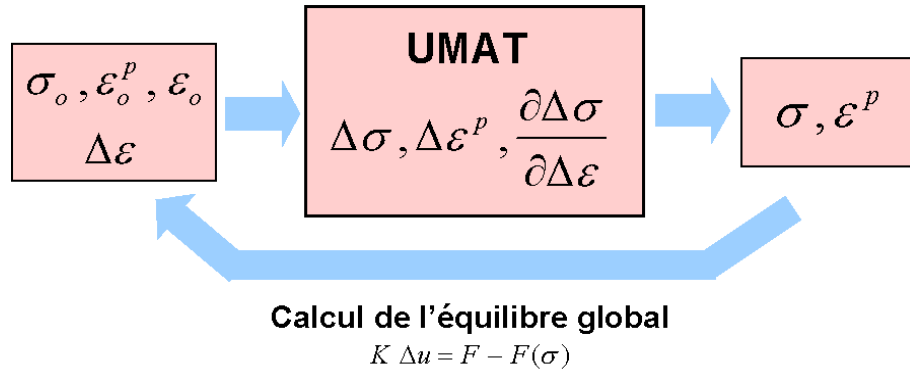 σ_o , ε_o^p , ε_o
Δε
UMAT
Δσ , Δε^p , ∂Δσ/∂Δε
σ , ε^p
Calcul de l'équilibre global
K Δu = F − F(σ)